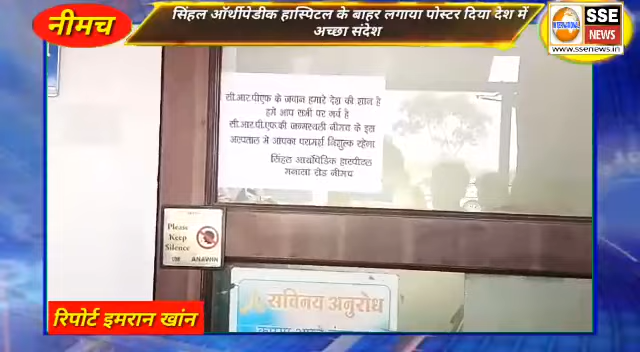 नीमच
सिंहल ऑर्थीपेडीक हास्पिटल के बाहर लगाया पोस्टर दिया देश में
अच्छा संदेश
SSE
NEWS
www.ssenews.in
सी.आर.पीएफ के जवान हमारे देश की शान है
हमे आप सभी पर गर्व है
सी.आर.पी.एफ.की जन्मस्थली नीमच के इस
अस्पताल मे आपका परामर्श निशुल्क रहेगा
सिंहल आर्थोपेडिक हास्पीटल
मनासा रोड नीमच
Please
Keep
Silence
ANAVRIN
सविनय अनुरोध
रिपोर्ट इमरान खांन